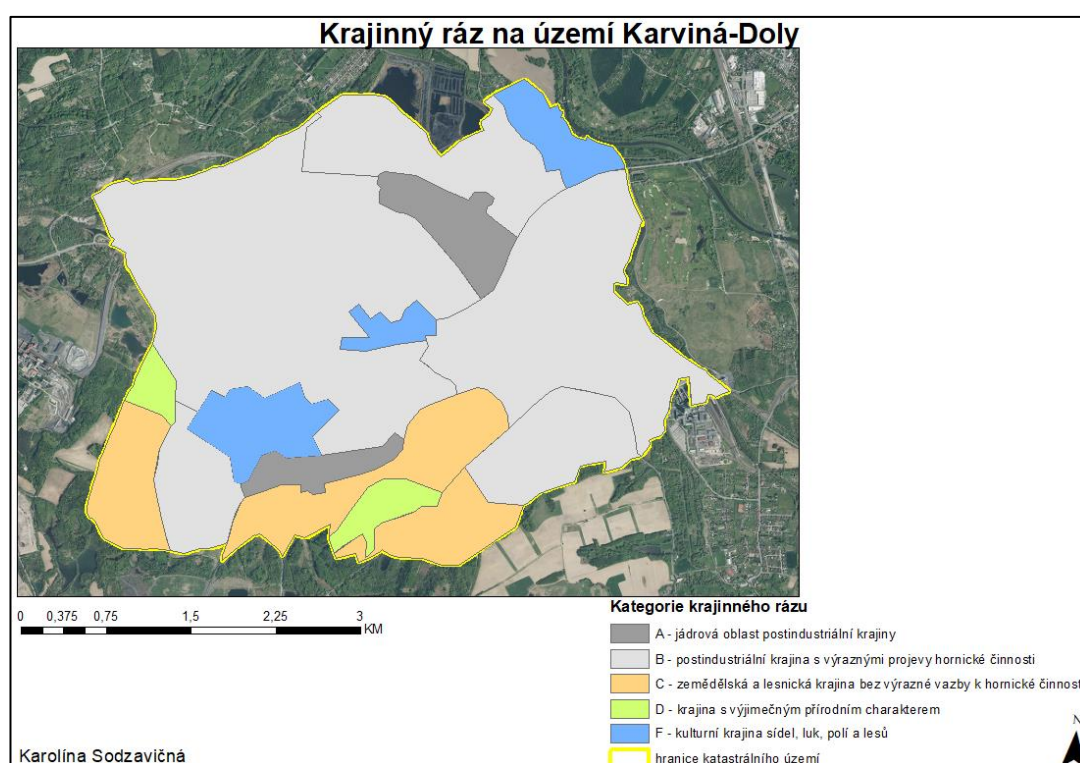 Krajinný ráz na území Karviná-Doly
0 0,375 0,75 1,5 2,25 3
KM
Kategorie krajinného rázu
A - jádrová oblast postindustriální krajiny
B - postindustriální krajina s výraznými projevy hornické činnosti
C - zemědělská a lesnická krajina bez výrazné vazby k hornické činnost
D - krajina s výjimečným přírodním charakterem
F - kulturní krajina sídel, luk, polí a lesů
N
hranice katastrálního území
Karolína Sodzavičná